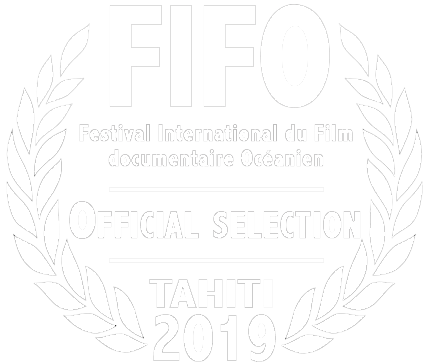 FIFO
Festival International du Film
documentaire Océanien
OFFICIAL SELECTION
TAHITI
2019